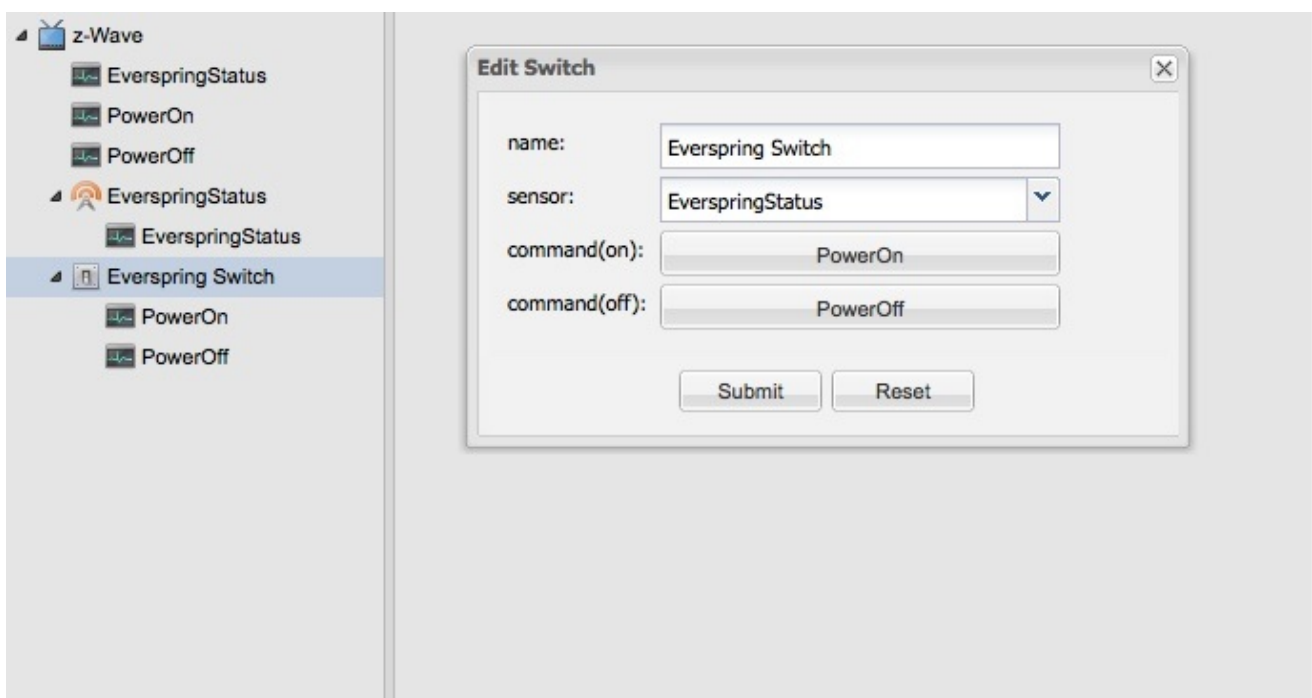 z-Wave
EverspringStatus
PowerOn
PowerOff
EverspringStatus
EverspringStatus
Everspring Switch
PowerOn
PowerOff
Edit Switch
name:
Everspring Switch
sensor:
EverspringStatus
command(on):
PowerOn
command(off):
PowerOff
Submit
Reset